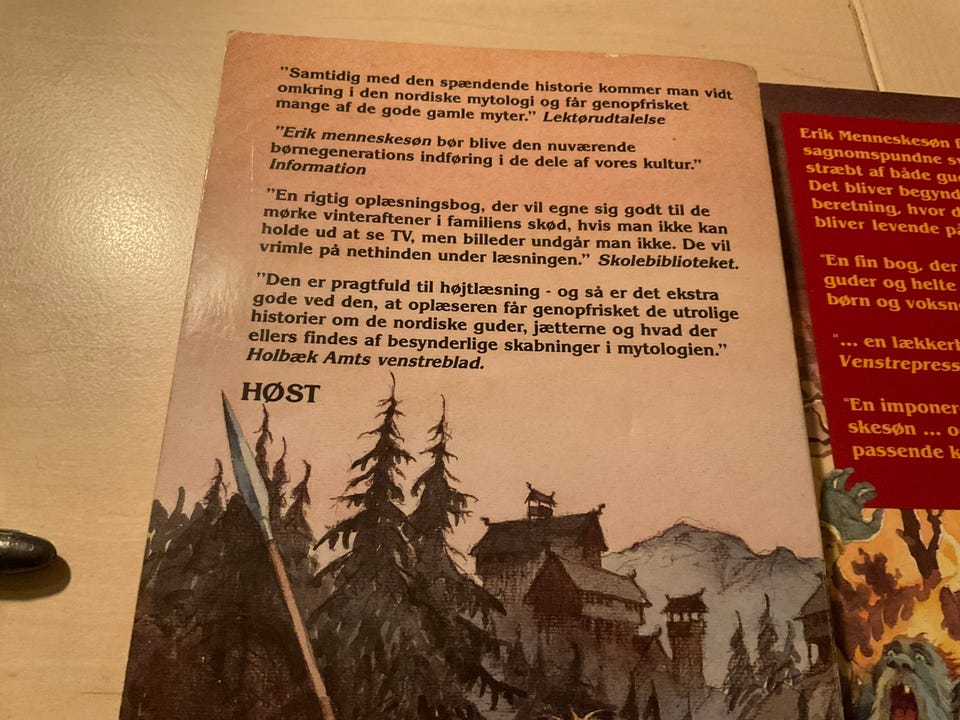 "Samtidig med den spændende historie kommer man vidt
omkring i den nordiske mytologi og får genopfrisket
mange af de gode gamle myter." Lektørudtalelse
"Erik menneskesøn bør blive den nuværende
børnegenerations indføring i de dele af vores kultur."
Information
"En rigtig oplæsningsbog, der vil egne sig godt til de
mørke vinteraftener i familiens skød, hvis man ikke kan
holde ud at se TV, men billeder undgår man ikke. De vil
vrimle på nethinden under læsningen." Skolebiblioteket.
"Den er pragtfuld til højtlæsning - og så er det ekstra
gode ved den, at oplæseren får genopfrisket de utrolige
historier om de nordiske guder, jætterne og hvad der
ellers findes af besynderlige skabninger i mytologien."
Holbæk Amts venstreblad.
HØST
Erik Menneskesøn
sagnomspundne
stræbt af både
Det bliver
beretning, hvor
bliver levende
"En fin bog, der
guder og helte
børn og
"... en
Venstrepress
"En
skesøn ...
passende